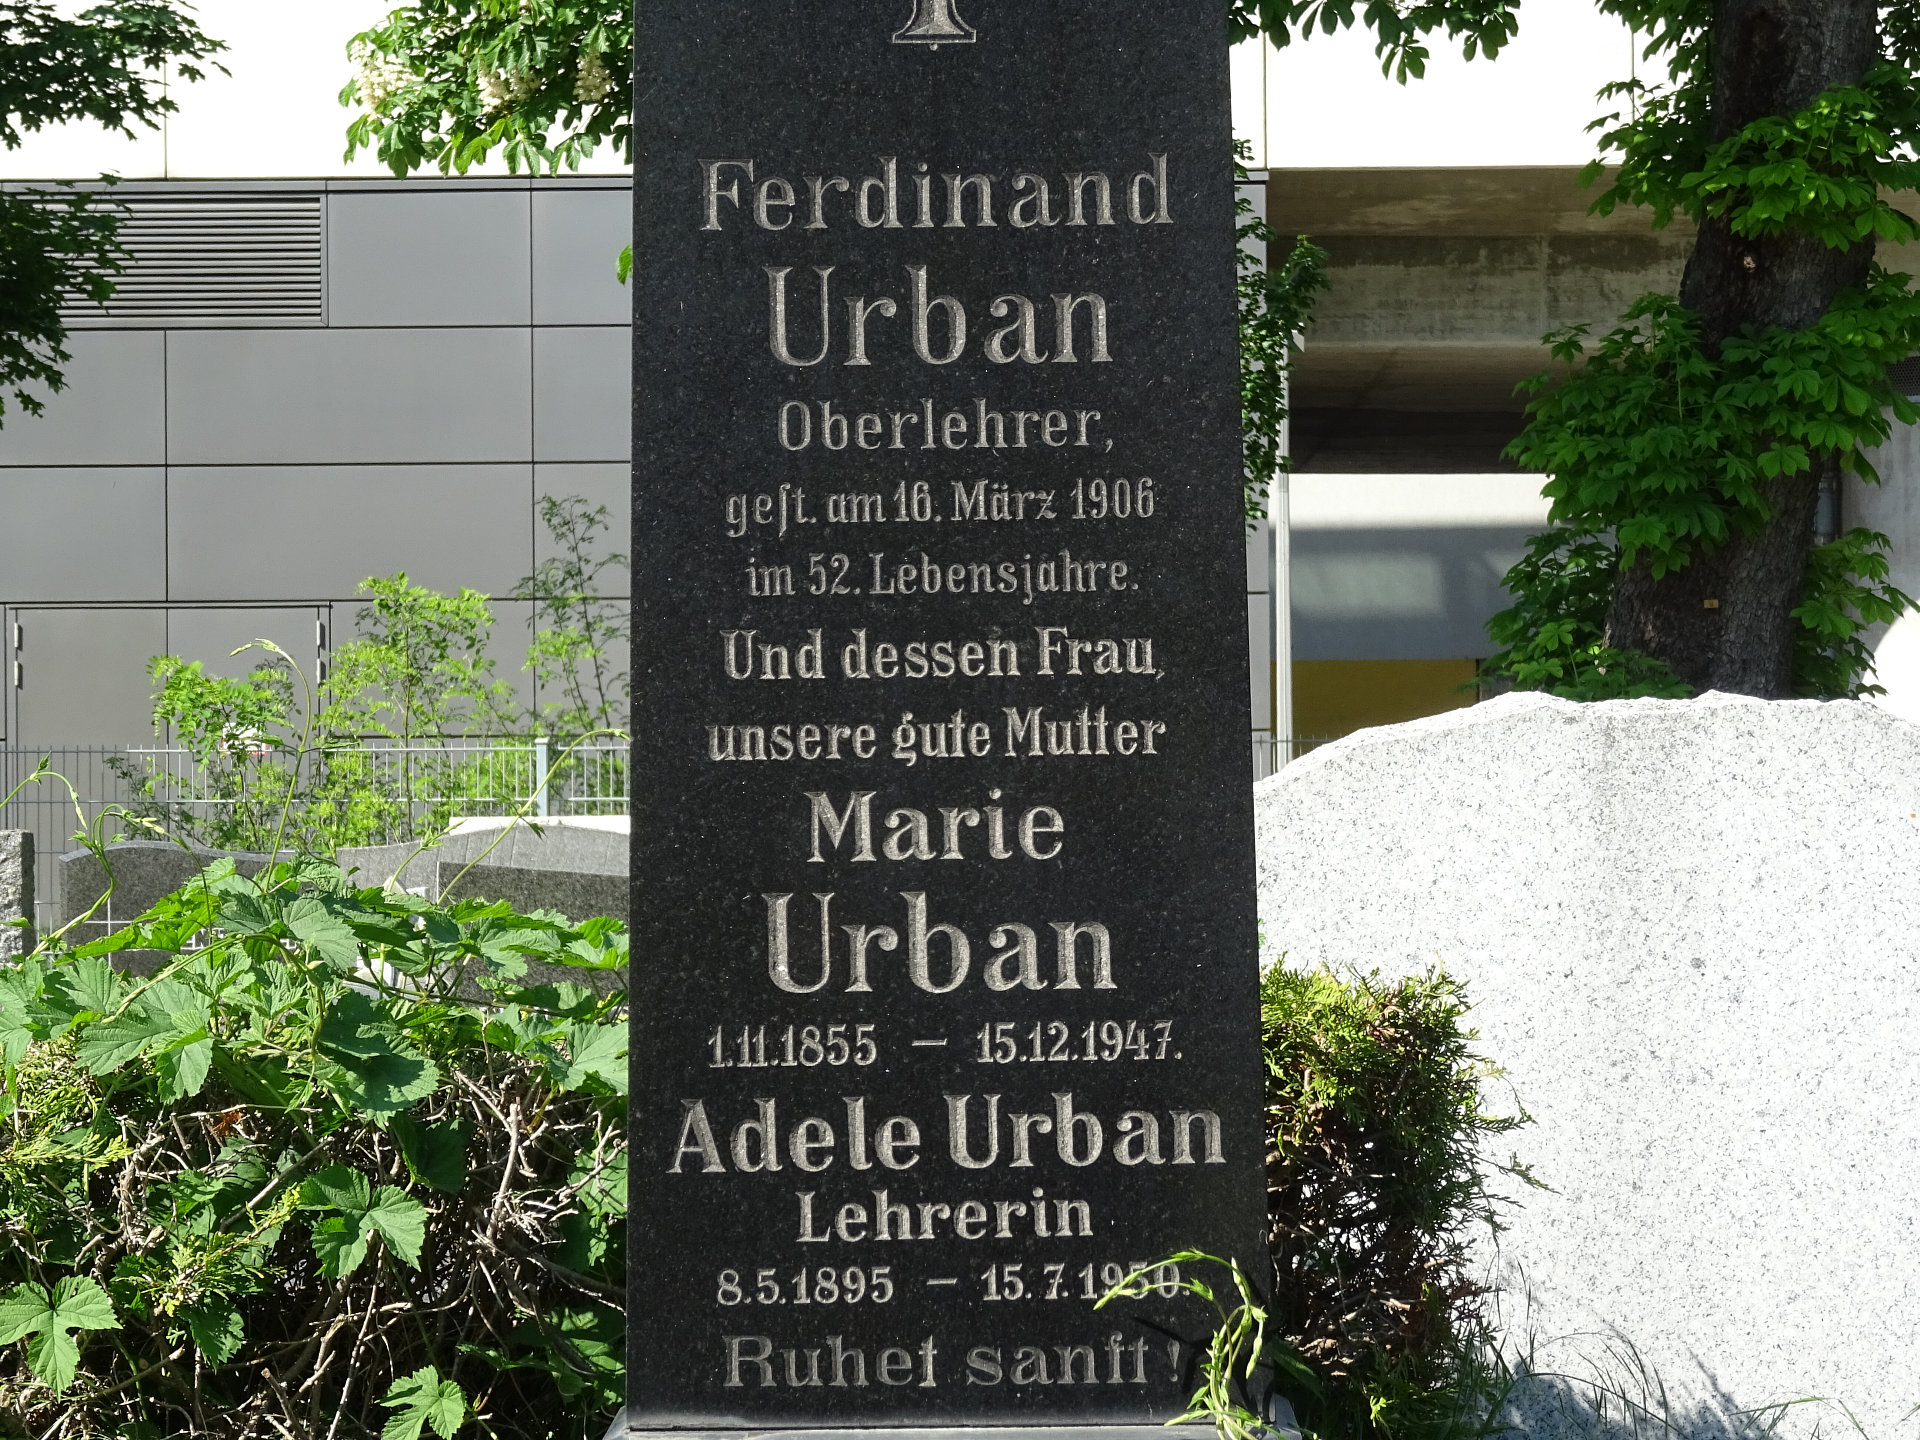 Ferdinand
Urban
Oberlehrer,
geſt. am 16. März 1906
im 52. Lebensjahre.
Und dessen Frau,
unsere gute Mutter
Marie
Urban
1.11.1855 – 15.12.1947.
Adele Urban
Lehrerin
8.5.1895 – 15.7.1950.
Ruhet sanft!